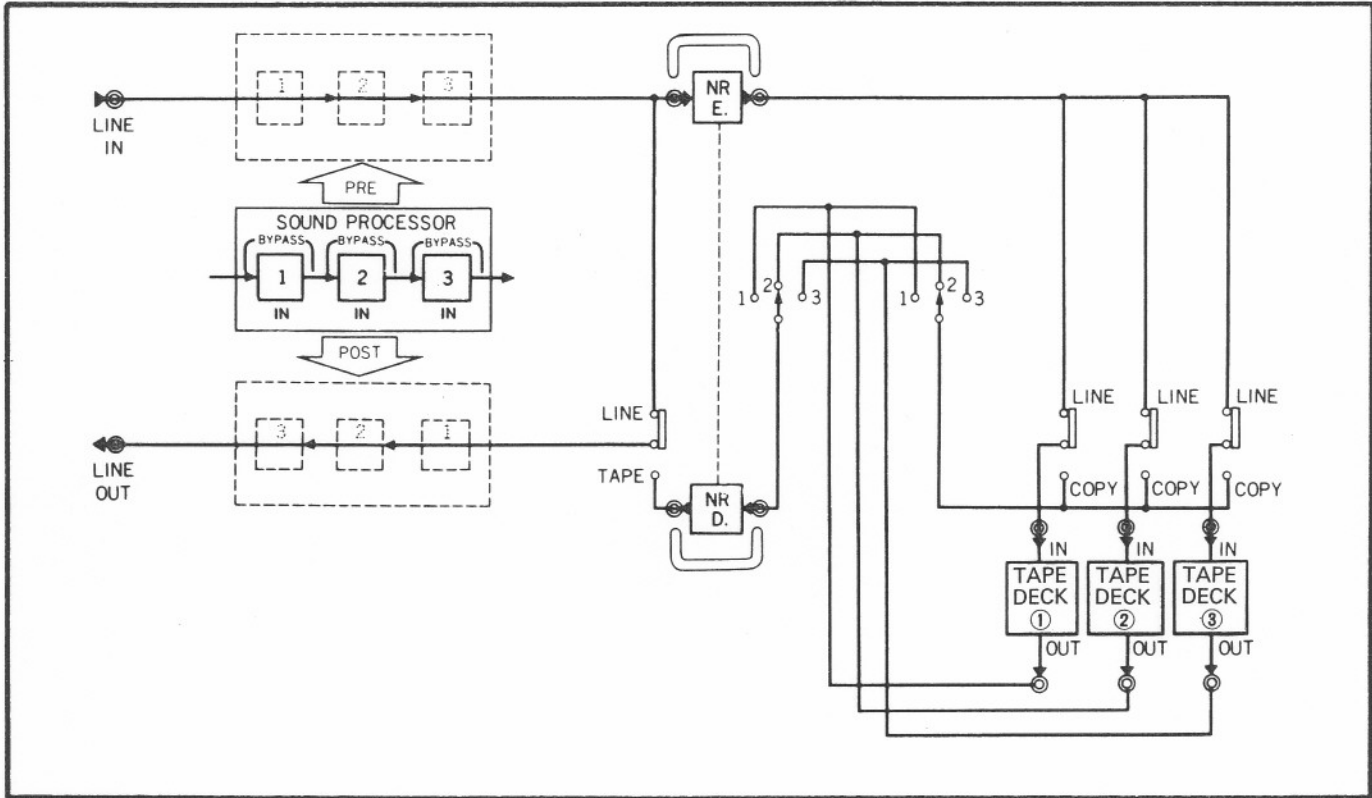 1 2 3
NR
E.
LINE
IN
PRE
SOUND PROCESSOR
BYPASS BYPASS BYPASS
1 2 3
IN IN IN
POST
1 2 3 1 2 3
LINE
LINE LINE LINE
3 2 1
LINE
OUT
TAPE
COPY COPY COPY
NR
D.
IN IN IN
TAPE
DECK
①
TAPE
DECK
②
TAPE
DECK
③
OUT OUT OUT